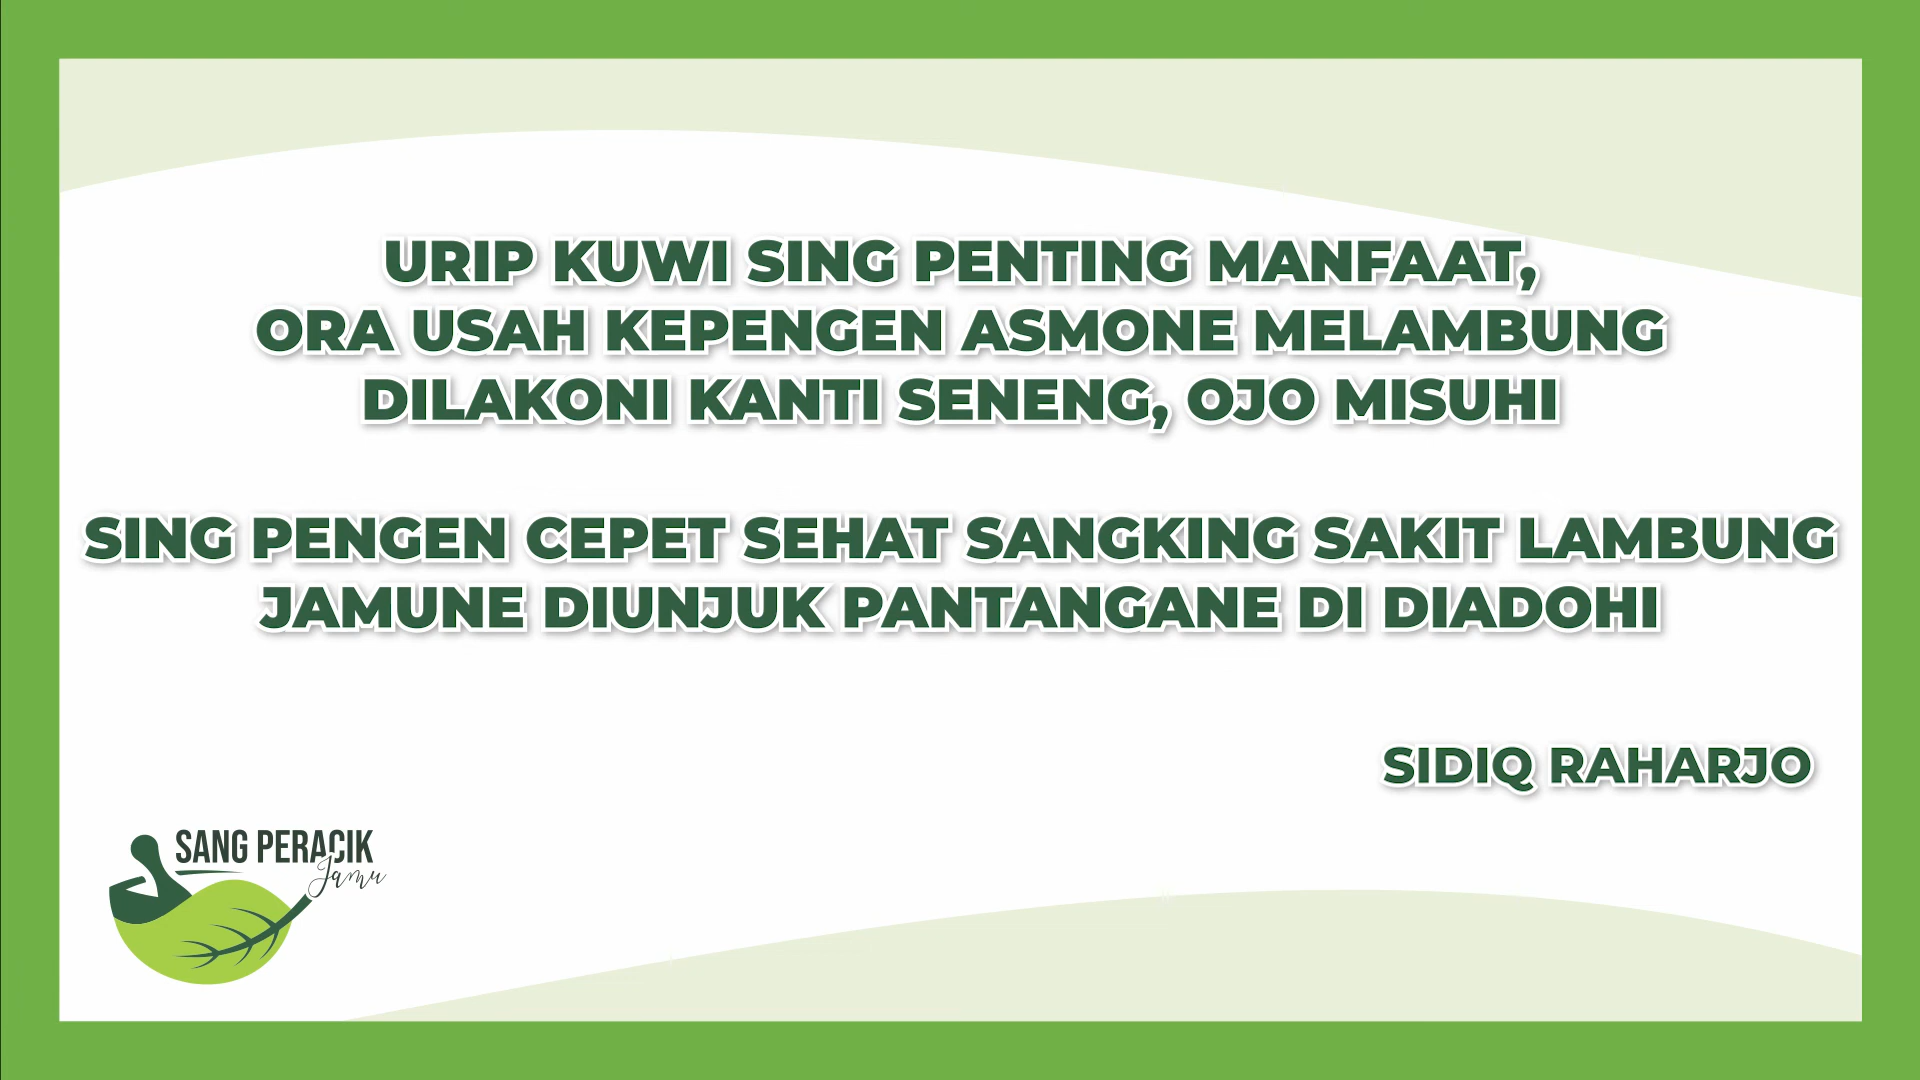 URIP KUWI SING PENTING MANFAAT,
ORA USAH KEPENGEN ASMONE MELAMBUNG
DILAKONI KANTI SENENG, OJO MISUHI
SING PENGEN CEPET SEHAT SANGKING SAKIT LAMBUNG
JAMUNE DIUNJUK PANTANGANE DI DIADOHI
SIDIQ RAHARJO
SANG PERACIK
Jamu